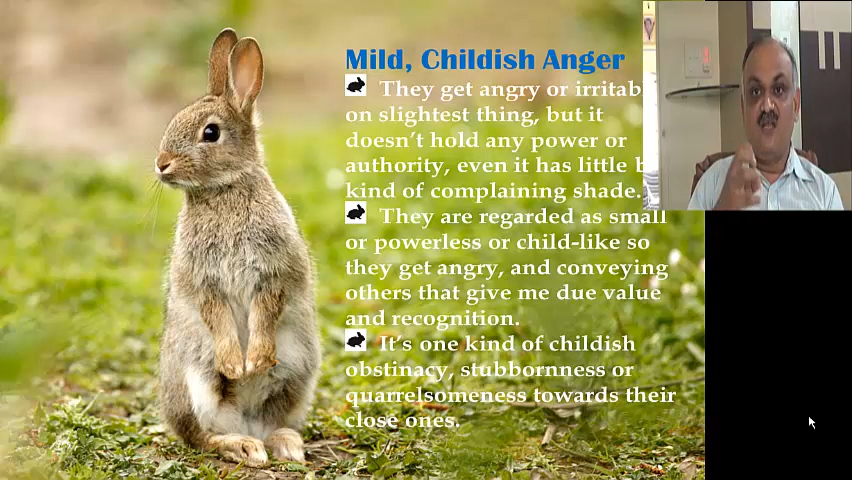 Mild, Childish Anger
They get angry or
on slightest thing, but it
doesn't hold any power or
authority, even it has little
kind of complaining shade.
They are regarded as small
or powerless or child-like so
they get angry, and conveying
others that give me due value
and recognition.
It's one kind of childish
obstinacy, stubbornness or
quarrelsomeness towards their
close ones.